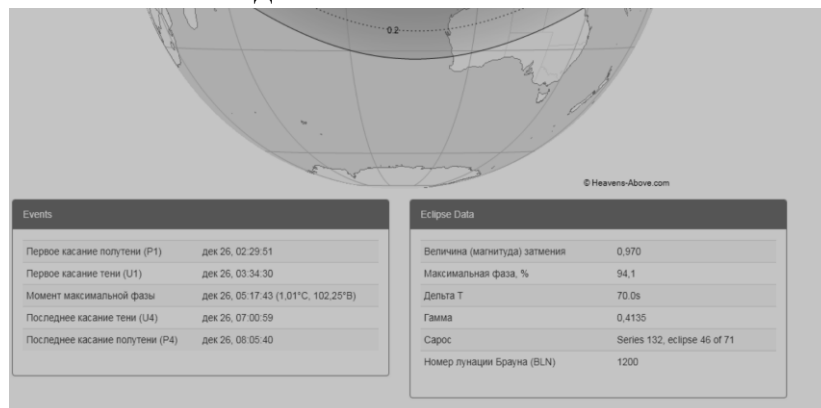 0.2
© Heavens-Above.com
Events
Первое касание полутени (P1) дек 26, 02:29:51
Первое касание тени (U1) дек 26, 03:34:30
Момент максимальной фазы дек 26, 05:17:43 (1,01°C, 102,25°B)
Последнее касание тени (U4) дек 26, 07:00:59
Последнее касание полутени (P4) дек 26, 08:05:40
Eclipse Data
Величина (магнитуда) затмения 0,970
Максимальная фаза, % 94,1
Дельта T 70.0s
Гамма 0,4135
Сарос Series 132, eclipse 46 of 71
Номер лунации Брауна (BLN) 1200